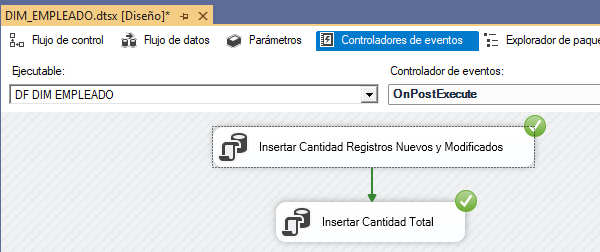 DIM_EMPLEADO.dtsx [Diseño]*
Flujo de control Flujo de datos Parámetros Controladores de eventos Explorador de paque
Ejecutable: Controlador de eventos:
DF DIM EMPLEADO OnPostExecute
Insertar Cantidad Registros Nuevos y Modificados
Insertar Cantidad Total